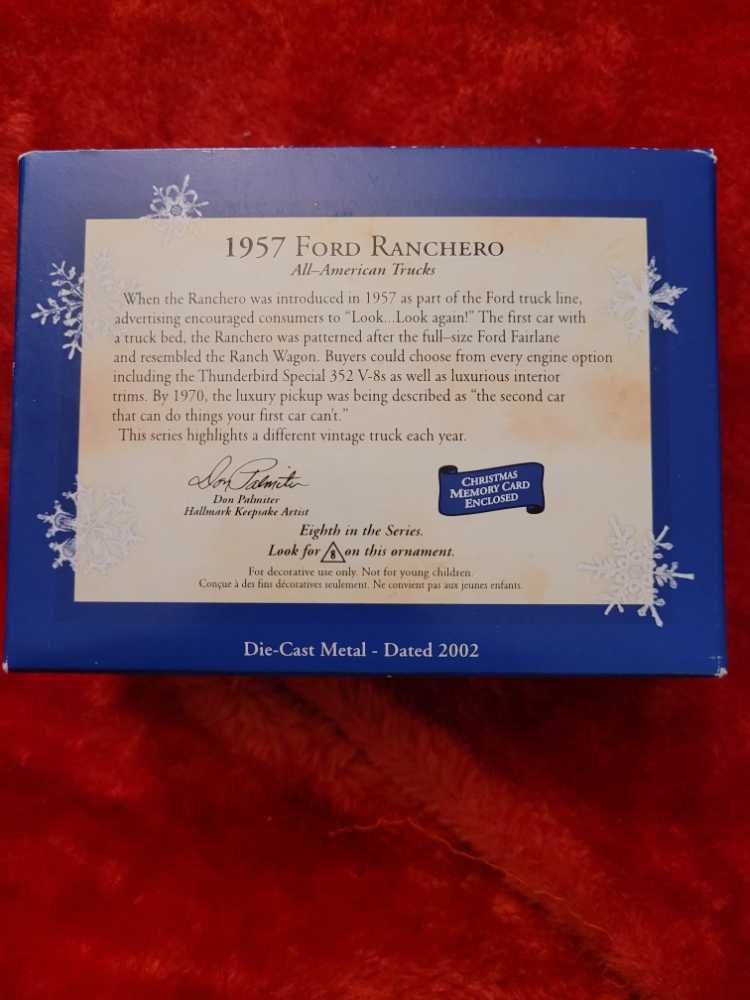 1957 Ford Ranchero
All–American Trucks
When the Ranchero was introduced in 1957 as part of the Ford truck line,
advertising encouraged consumers to “Look...Look again!” The first car with
a truck bed, the Ranchero was patterned after the full–size Ford Fairlane
and resembled the Ranch Wagon. Buyers could choose from every engine option
including the Thunderbird Special 352 V-8s as well as luxurious interior
trims. By 1970, the luxury pickup was being described as “the second car
that can do things your first car can't.”
This series highlights a different vintage truck each year.
Don Palmiter
Don Palmiter
Hallmark Keepsake Artist
Christmas
Memory Card
Enclosed
Eighth in the Series.
Look for 8 on this ornament.
For decorative use only. Not for young children.
Conçue à des fins décoratives seulement. Ne convient pas aux jeunes enfants.
Die-Cast Metal - Dated 2002